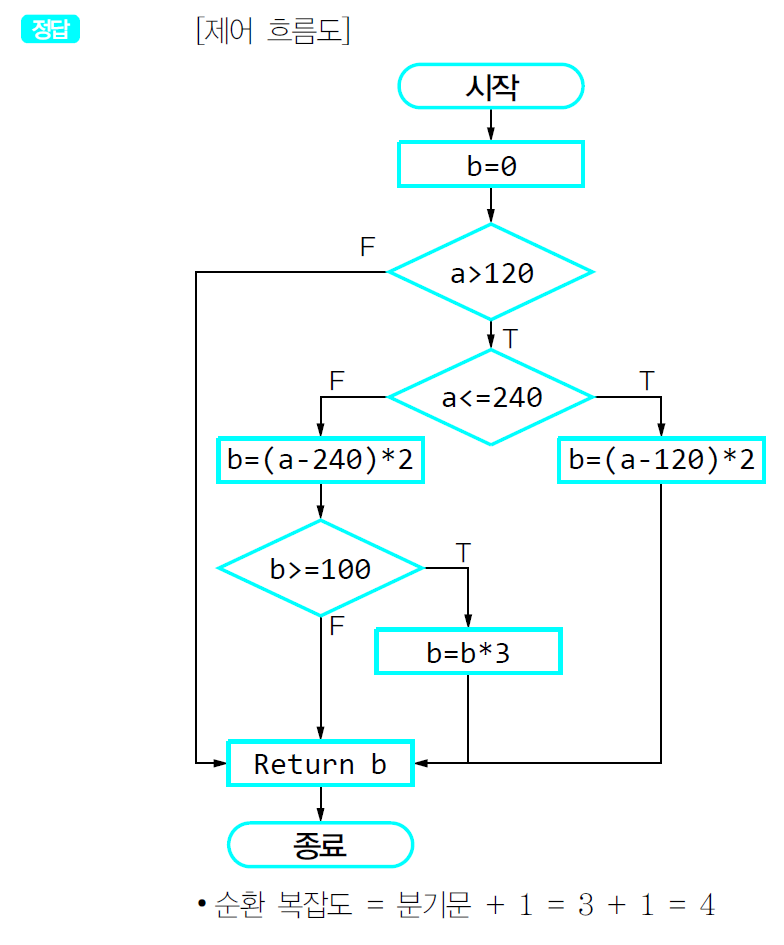 정답
[제어 흐름도]
시작
b=0
F
a>120
T
F
a<=240
T
b=(a-240)*2
b=(a-120)*2
b>=100
T
F
b=b*3
Return b
종료
• 순환 복잡도 = 분기문 + 1 = 3 + 1 = 4